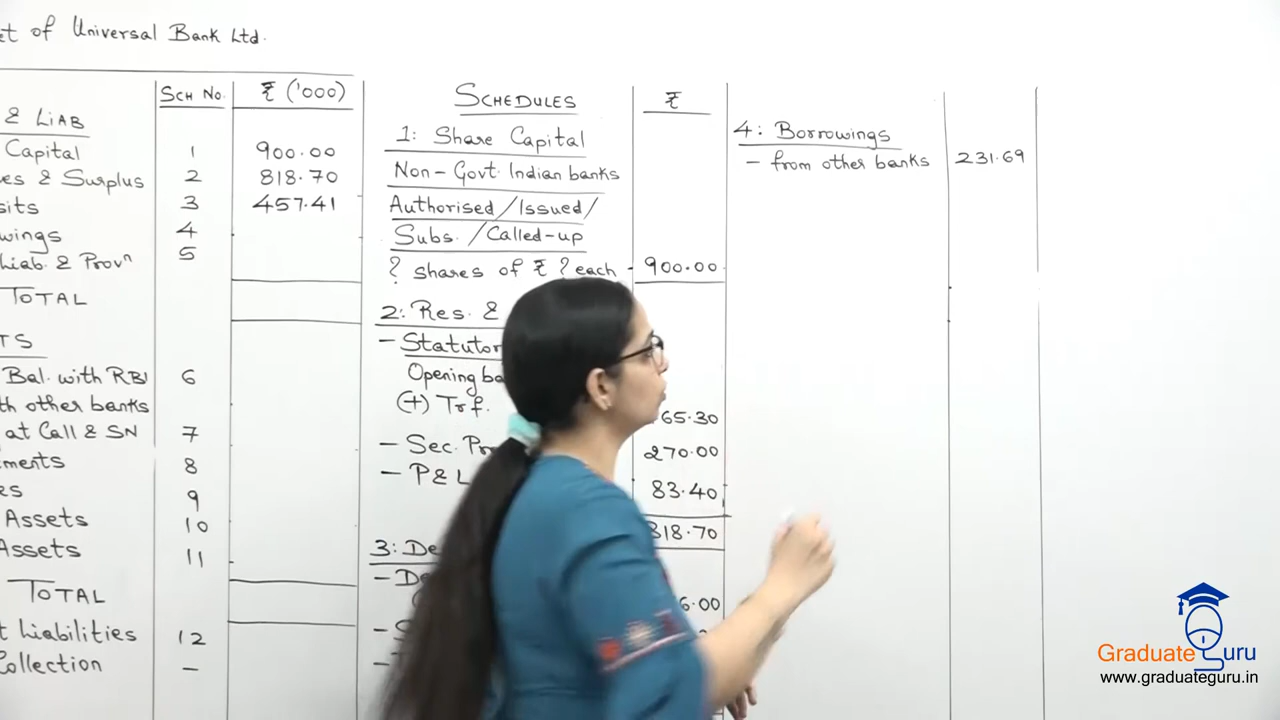 et of Universal Bank Ltd.
SCH No. ₹ ('000)
& LIAB
Capital 1 900.00
es & Surplus 2 818.70
sits 3 457.41
wings 4
Liab. & Provn 5
TOTAL
TS
Bal. with RBI 6
th other banks
at Call & SN 7
ments 8
es 9
Assets 10
Assets 11
TOTAL
t Liabilities 12
Collection –
SCHEDULES ₹
1: Share Capital
Non-Govt. Indian banks
Authorised/Issued/
Subs./Called-up
? shares of ₹ ? each 900.00
2: Res. &
- Statutor
Opening ba
(+) Trf. 65.30
- Sec. Pr 270.00
- P & L 83.40
818.70
3: De
- De
6.00
4: Borrowings
- from other banks 231.69
Graduate Guru
www.graduateguru.in